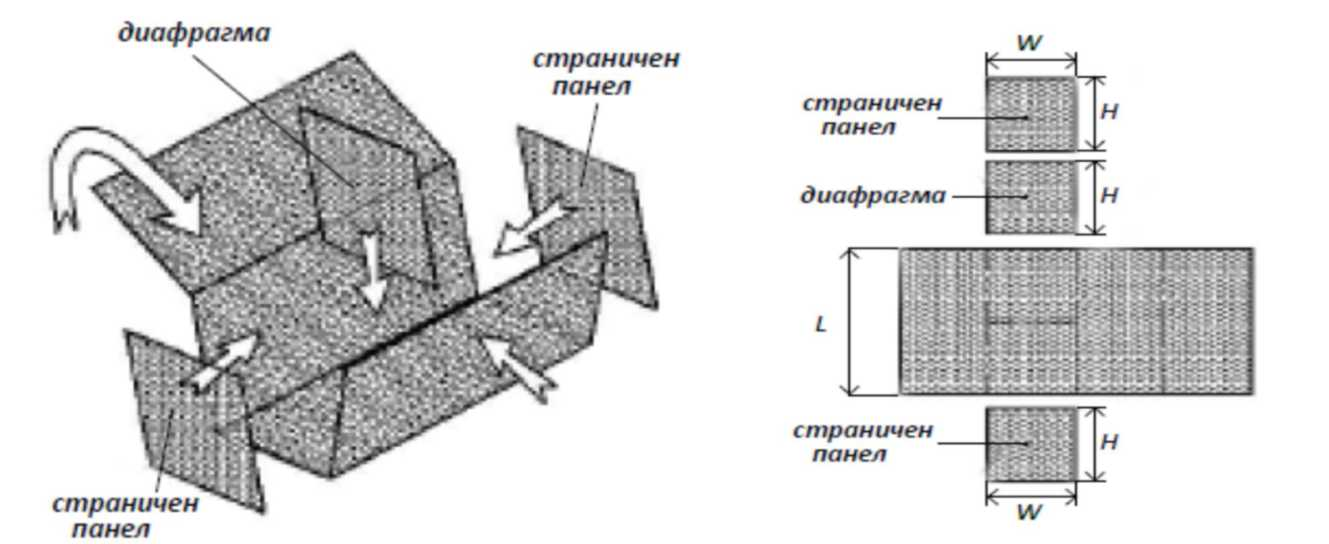 диафрагма
страничен
панел
страничен
панел
W
страничен
панел
H
диафрагма
H
L
страничен
панел
H
W